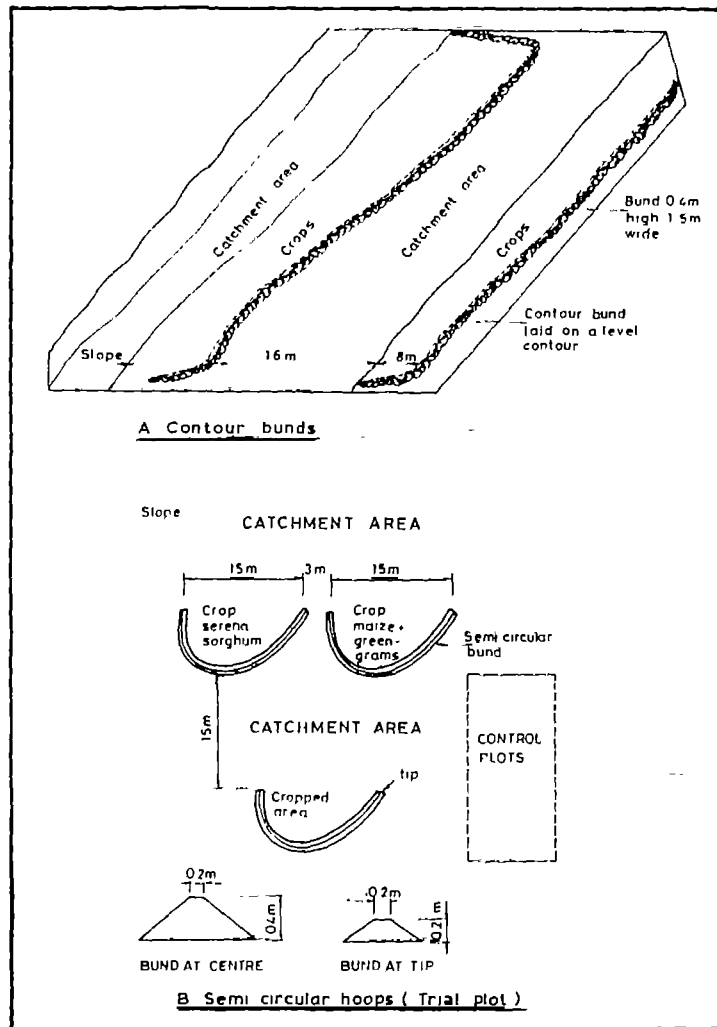 Catchment area
Crops
Catchment area
Crops
Bund 0.4m
high 1.5m
wide
Contour bund
laid on a level
contour
Slope
16m
8m
A Contour bunds
Slope
CATCHMENT AREA
15m
3m
15m
Crop
serena
sorghum
Crop
maize+
green-
grams
Semi circular
bund
15m
CATCHMENT AREA
CONTROL
PLOTS
tip
Cropped
area
0.2m
0.4m
0.2m
0.2m
BUND AT CENTRE
BUND AT TIP
B Semi circular hoops (Trial plot)